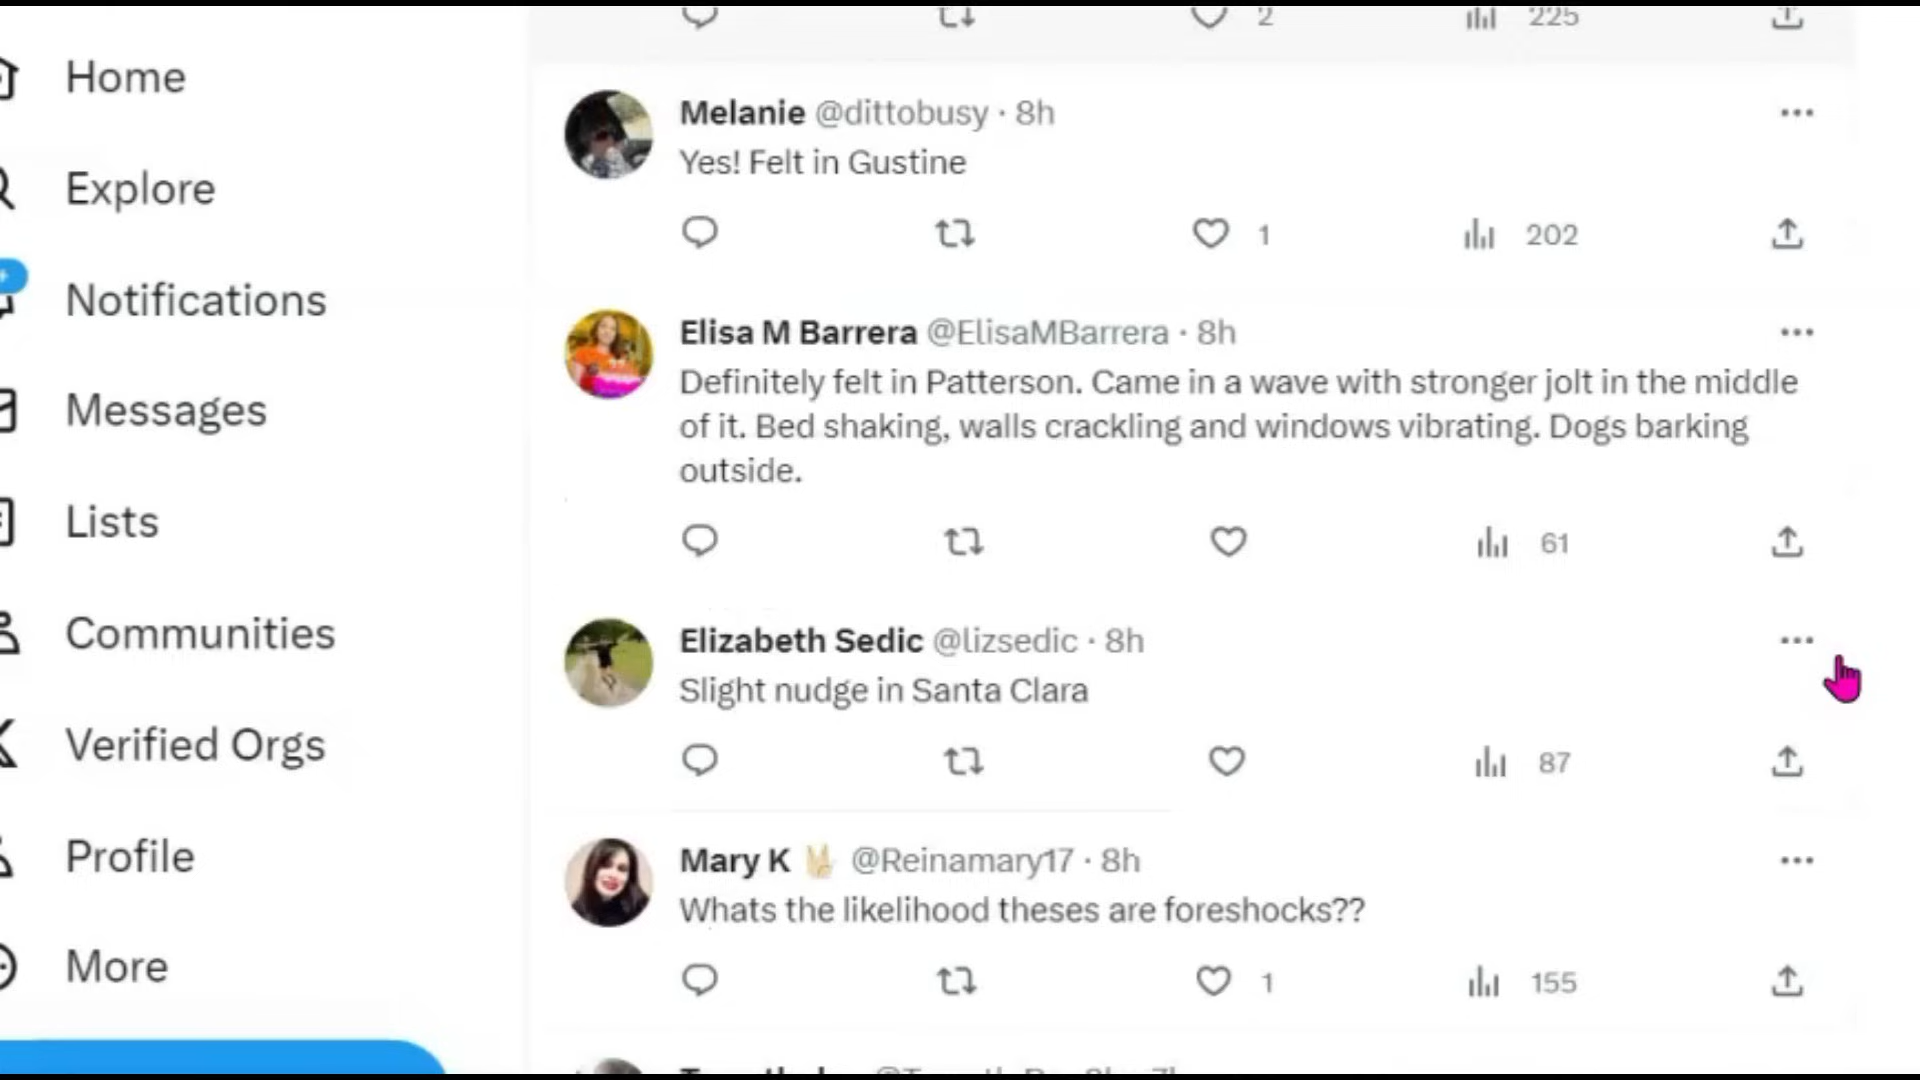 2 225
Home
Explore
Notifications
Messages
Lists
Communities
Verified Orgs
Profile
More
Melanie @dittobusy · 8h
Yes! Felt in Gustine
1 202
Elisa M Barrera @ElisaMBarrera · 8h
Definitely felt in Patterson. Came in a wave with stronger jolt in the middle
of it. Bed shaking, walls crackling and windows vibrating. Dogs barking
outside.
61
Elizabeth Sedic @lizsedic · 8h
Slight nudge in Santa Clara
87
Mary K 🖖🏼 @Reinamary17 · 8h
Whats the likelihood theses are foreshocks??
1 155